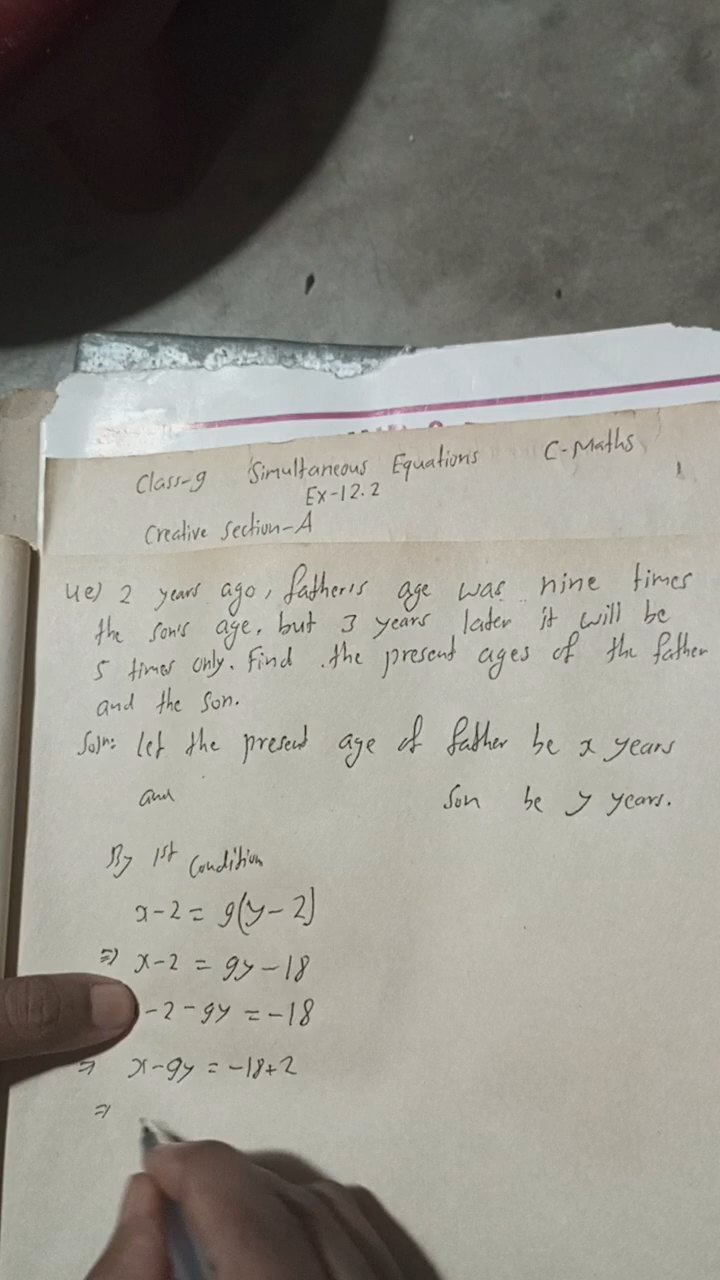 Class-9 Simultaneous Equations C-Maths
Ex-12.2
Creative section-A
4e) 2 years ago, father's age was nine times
the son's age, but 3 years later it will be
5 times only. Find the present ages of the father
and the son.
Soln: let the present age of father be x years
and son be y years.
By 1st Condition
x-2 = 9(y-2)
⇒ x-2 = 9y-18
-2-9y = -18
⇒ x-9y = -18+2
⇒